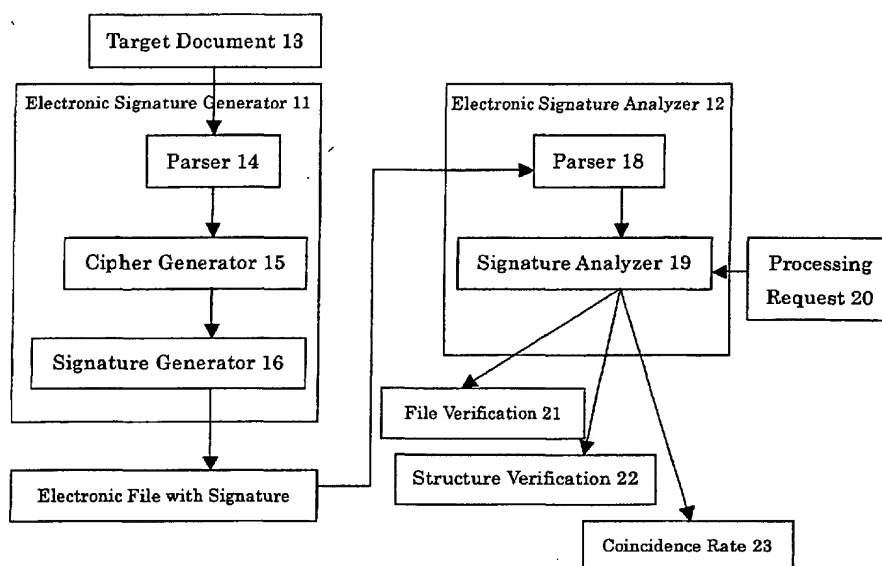 Target Document 13
Electronic Signature Generator 11
Parser 14
Cipher Generator 15
Signature Generator 16
Electronic File with Signature
Electronic Signature Analyzer 12
Parser 18
Signature Analyzer 19
Processing
Request 20
File Verification 21
Structure Verification 22
Coincidence Rate 23